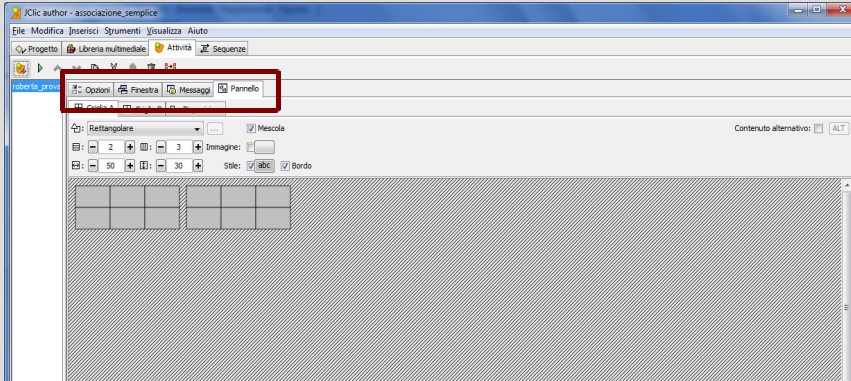 JClic author - associazione_semplice
File Modifica Inserisci Strumenti Visualizza Aiuto
Progetto Libreria multimediale Attività Sequenze
roberta_prova
Opzioni Finestra Messaggi Pannello
Griglia A
Rettangolare ... Mescola Contenuto alternativo: ALT
: 2 : 3 Immagine:
: 50 : 30 Stile: abc Bordo